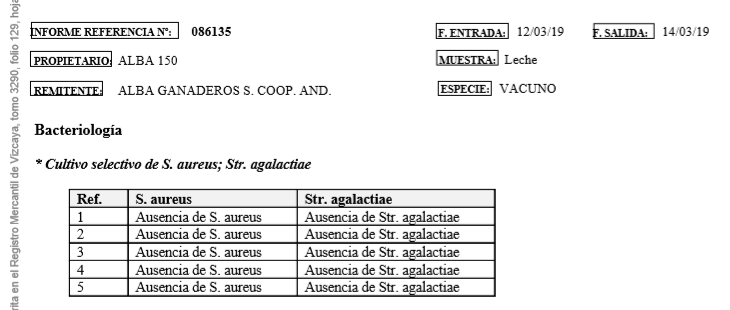 rita en el Registro Mercantil de Vizcaya, tomo 3290, folio 129, hoja
INFORME REFERENCIA Nº: 086135 F. ENTRADA: 12/03/19 F. SALIDA: 14/03/19
PROPIETARIO: ALBA 150 MUESTRA: Leche
REMITENTE: ALBA GANADEROS S. COOP. AND. ESPECIE: VACUNO
Bacteriología
* Cultivo selectivo de S. aureus; Str. agalactiae
Ref. S. aureus Str. agalactiae
1 Ausencia de S. aureus Ausencia de Str. agalactiae
2 Ausencia de S. aureus Ausencia de Str. agalactiae
3 Ausencia de S. aureus Ausencia de Str. agalactiae
4 Ausencia de S. aureus Ausencia de Str. agalactiae
5 Ausencia de S. aureus Ausencia de Str. agalactiae